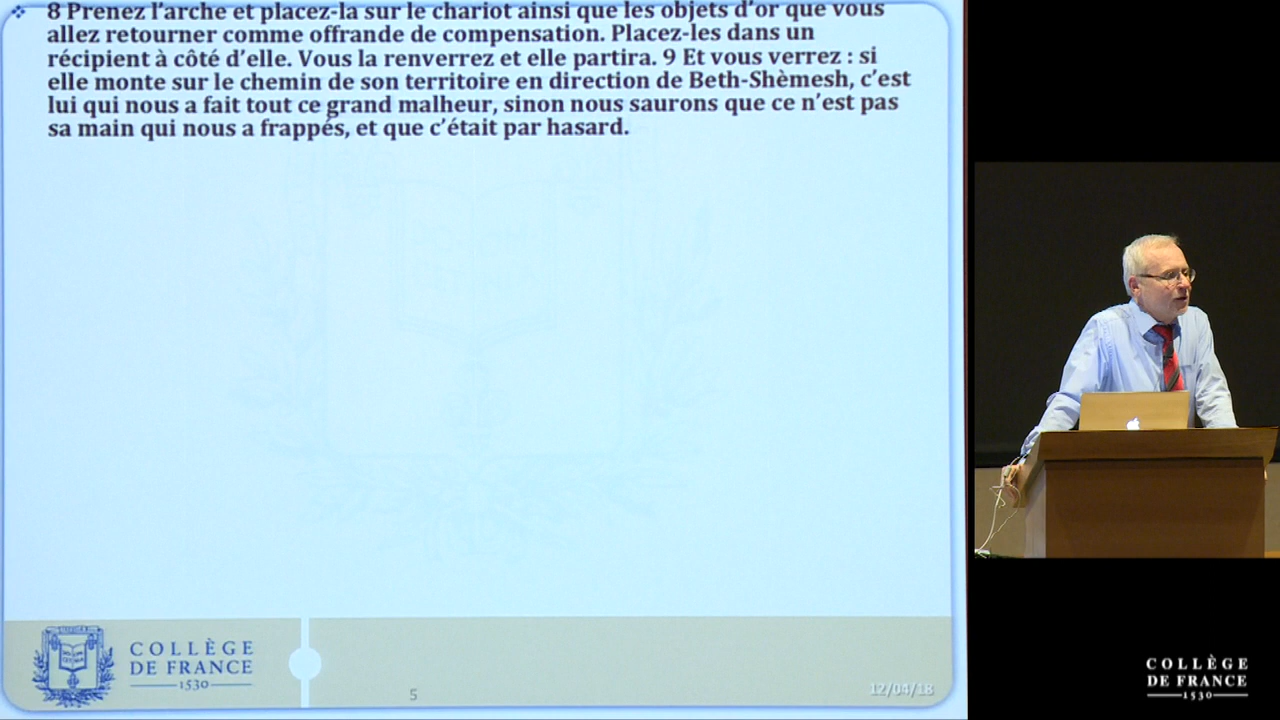 8 Prenez l'arche et placez-la sur le chariot ainsi que les objets d'or que vous
allez retourner comme offrande de compensation. Placez-les dans un
récipient à côté d'elle. Vous la renverrez et elle partira. 9 Et vous verrez : si
elle monte sur le chemin de son territoire en direction de Beth-Shèmesh, c'est
lui qui nous a fait tout ce grand malheur, sinon nous saurons que ce n'est pas
sa main qui nous a frappés, et que c'était par hasard.
COLLÈGE
DE FRANCE
1530
5
12/04/18
COLLÈGE
DE FRANCE
1530